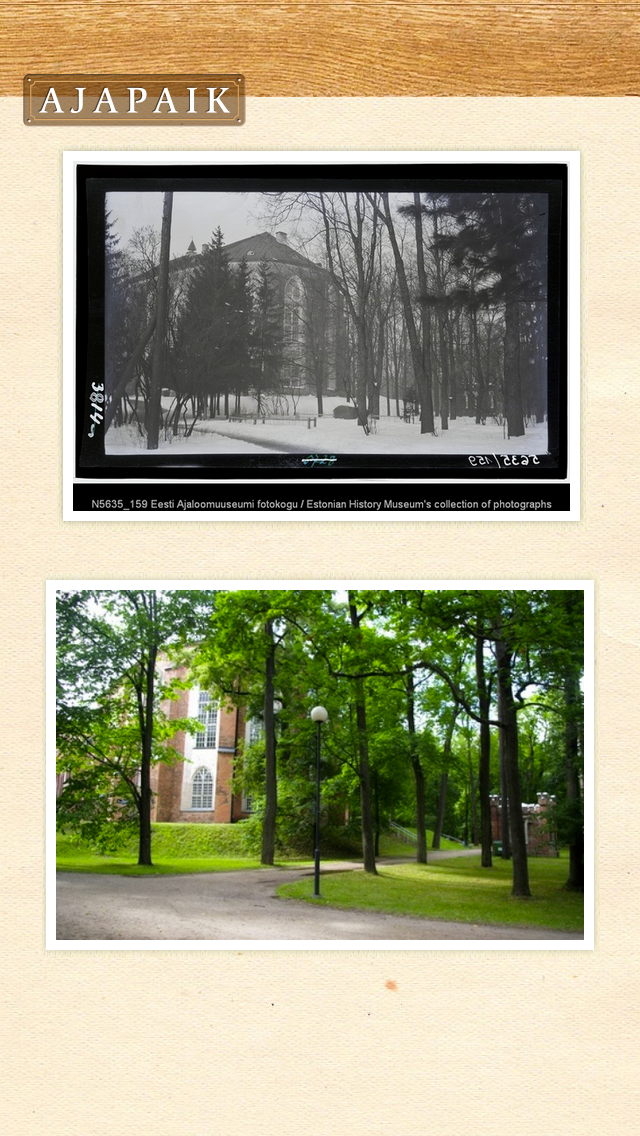 AJAPAIK
3814
5635/159
N5635_159 Eesti Ajaloomuuseumi fotokogu / Estonian History Museum's collection of photographs